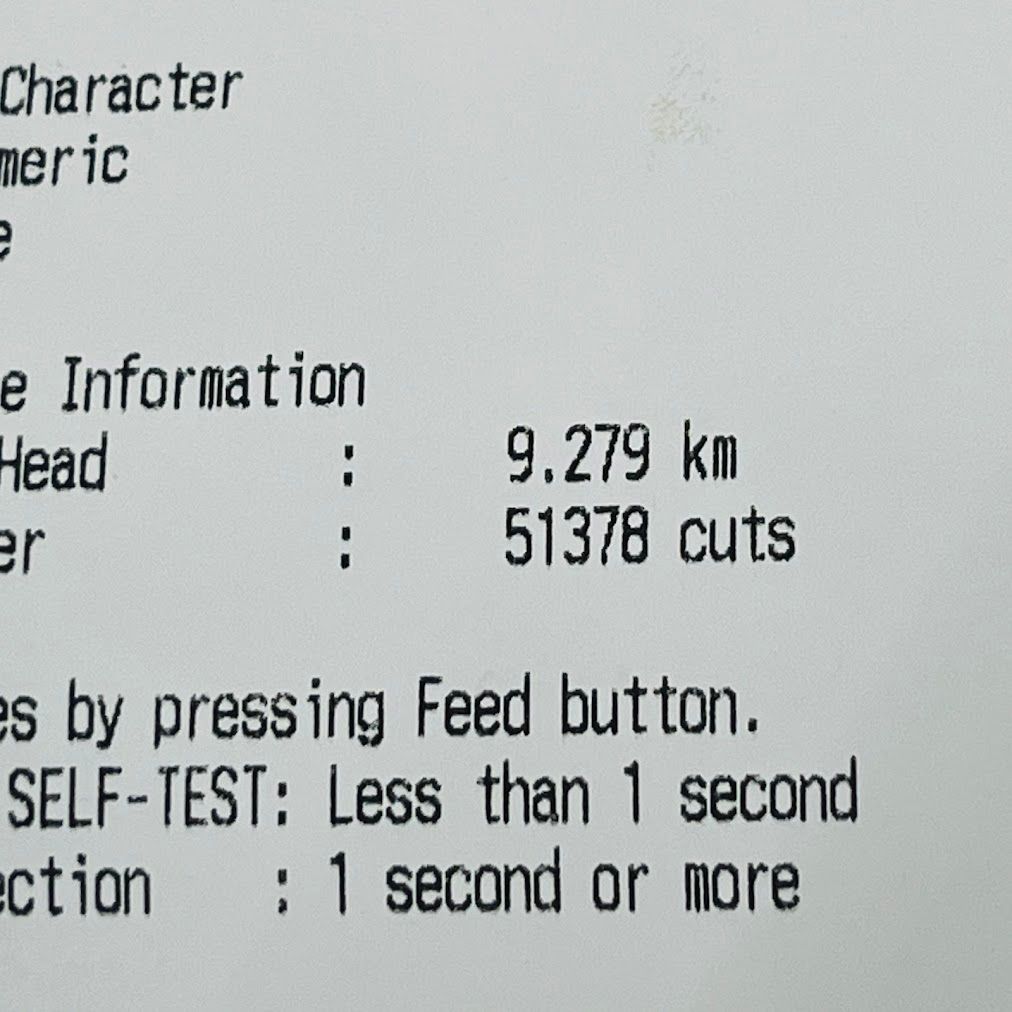 Character
meric
e
e Information
Head : 9.279 km
er : 51378 cuts
es by pressing Feed button.
SELF-TEST: Less than 1 second
ection : 1 second or more